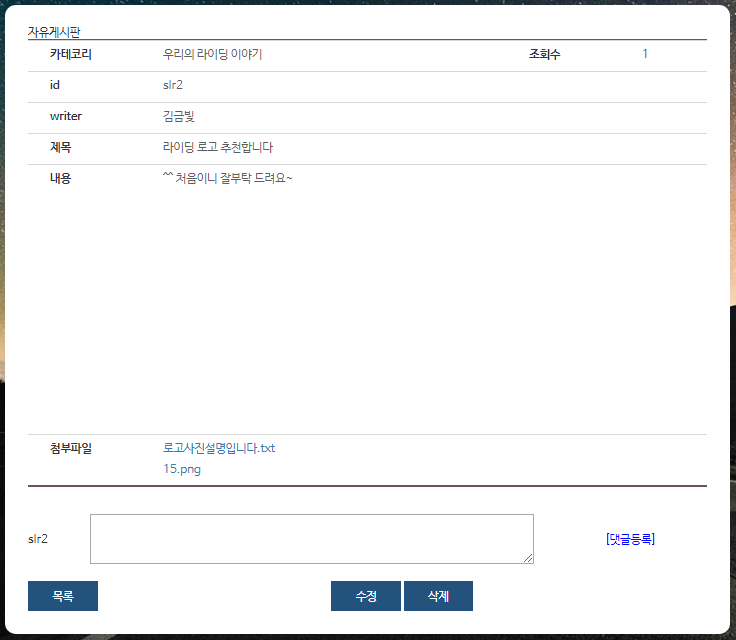 자유게시판
카테코리 우리의 라이딩 이야기 조회수 1
id slr2
writer 김금빛
제목 라이딩 로고 추천합니다
내용 ^^ 처음이니 잘부탁 드려요~
첨부파일 로고사진설명입니다.txt
15.png
slr2 [댓글등록]
목록 수정 삭제